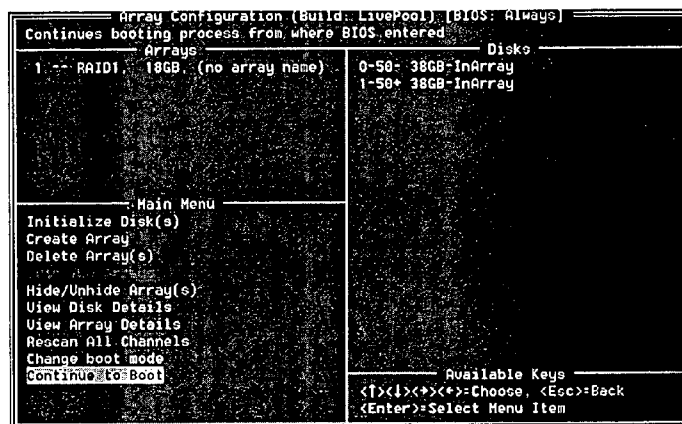 Array Configuration (Build: LivePool) [BIOS: Always]
Continues booting process from where BIOS entered
Arrays
1 -- RAID1, 18GB, (no array name)
Disks
0-50- 38GB-InArray
1-50+ 38GB-InArray
Main Menu
Initialize Disk(s)
Create Array
Delete Array(s)
Hide/Unhide Array(s)
View Disk Details
View Array Details
Rescan All Channels
Change boot mode
Continue to Boot
Available Keys
<↑><↓><→><←>=Choose, <Esc>=Back
<Enter>=Select Menu Item